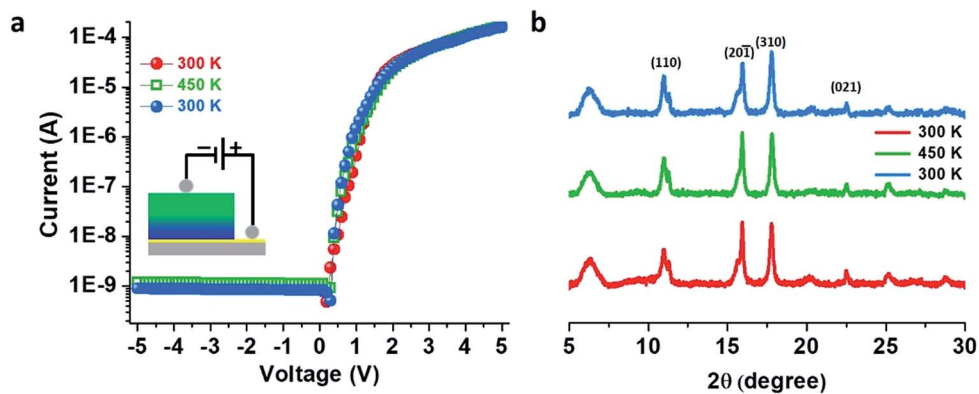 a
1E-4
1E-5
1E-6
1E-7
1E-8
1E-9
Current (A)
300 K
450 K
300 K
− +
-5 -4 -3 -2 -1 0 1 2 3 4 5
Voltage (V)
b
(110)
(201̅)
(310)
(021)
300 K
450 K
300 K
5 10 15 20 25 30
2θ (degree)